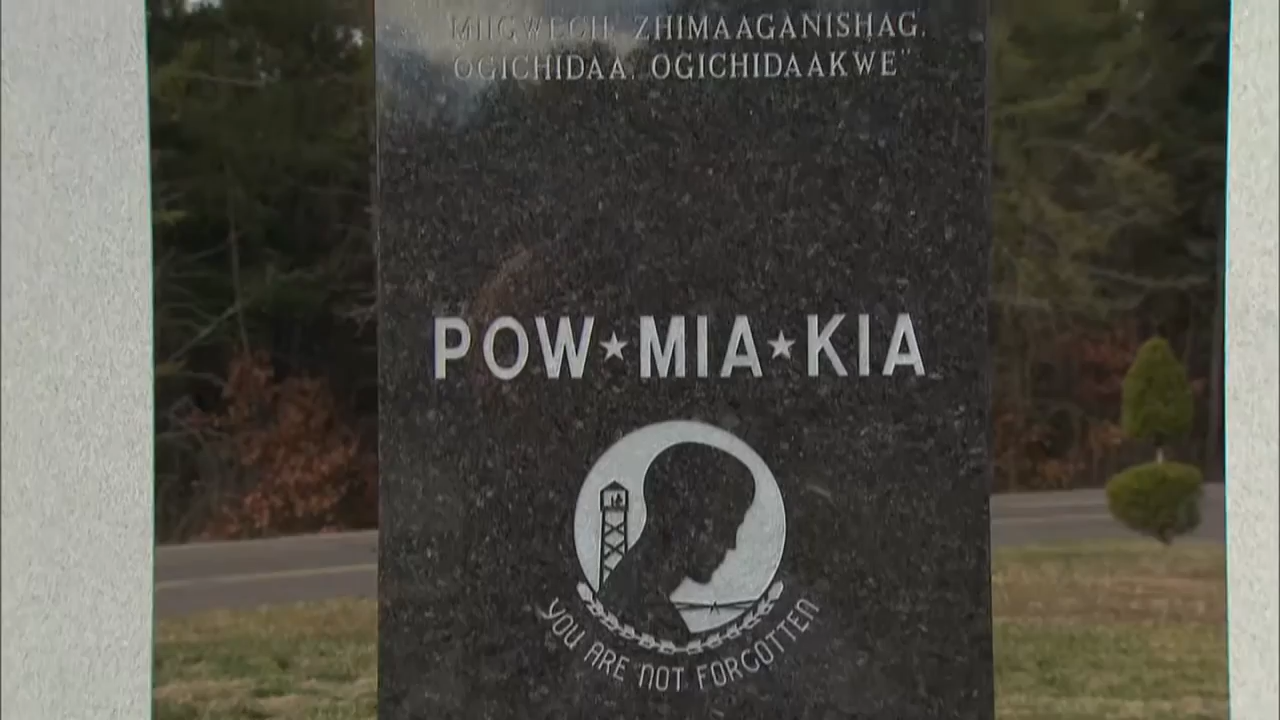 MIIGWECH, ZHIMAAGANISHAG,
OGICHIDAA, OGICHIDAAKWE"
POW★MIA★KIA
YOU ARE NOT FORGOTTEN